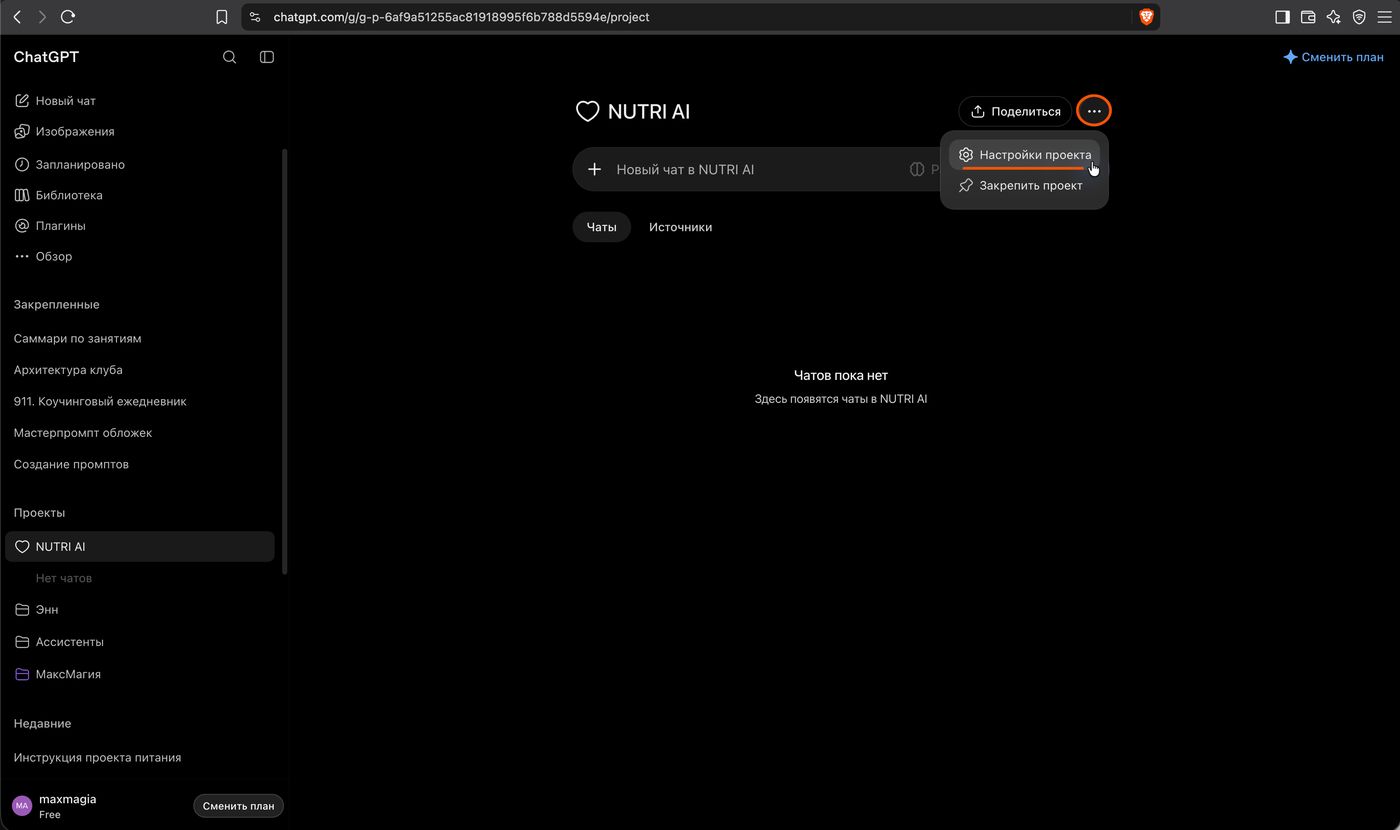 chatgpt.com/g/g-p-6af9a51255ac81918995f6b788d5594e/project
ChatGPT
Сменить план
Новый чат
Изображения
Запланировано
Библиотека
Плагины
Обзор
Закрепленные
Саммари по занятиям
Архитектура клуба
911. Коучинговый ежедневник
Мастерпромпт обложек
Создание промптов
Проекты
NUTRI AI
Нет чатов
Энн
Ассистенты
МаксМагия
Недавние
Инструкция проекта питания
MA
maxmagia
Free
Сменить план
NUTRI AI
Поделиться
Настройки проекта
Закрепить проект
Новый чат в NUTRI AI
Чаты
Источники
Чатов пока нет
Здесь появятся чаты в NUTRI AI